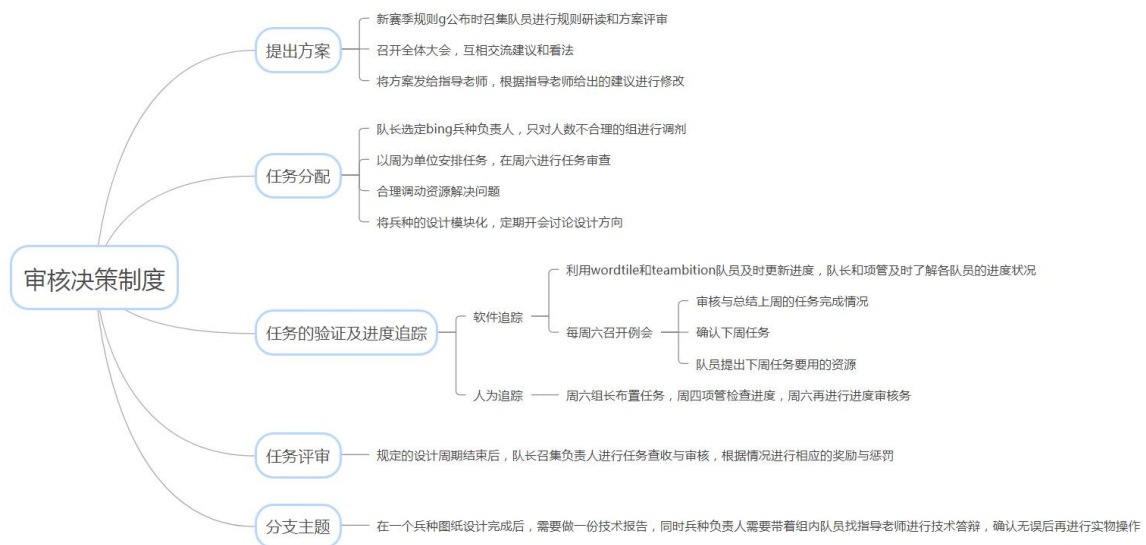 审核决策制度
提出方案
新赛季规则g公布时召集队员进行规则研读和方案评审
召开全体大会，互相交流建议和看法
将方案发给指导老师，根据指导老师给出的建议进行修改
任务分配
队长选定bing兵种负责人，只对人数不合理的组进行调剂
以周为单位安排任务，在周六进行任务审查
合理调动资源解决问题
将兵种的设计模块化，定期开会讨论设计方向
任务的验证及进度追踪
软件追踪
利用wordtile和teambition队员及时更新进度，队长和项管及时了解各队员的进度状况
每周六召开例会
审核与总结上周的任务完成情况
确认下周任务
队员提出下周任务要用的资源
人为追踪
周六组长布置任务，周四项管检查进度，周六再进行进度审核务
任务评审
规定的设计周期结束后，队长召集负责人进行任务查收与审核，根据情况进行相应的奖励与惩罚
分支主题
在一个兵种图纸设计完成后，需要做一份技术报告，同时兵种负责人需要带着组内队员找指导老师进行技术答辩，确认无误后再进行实物操作